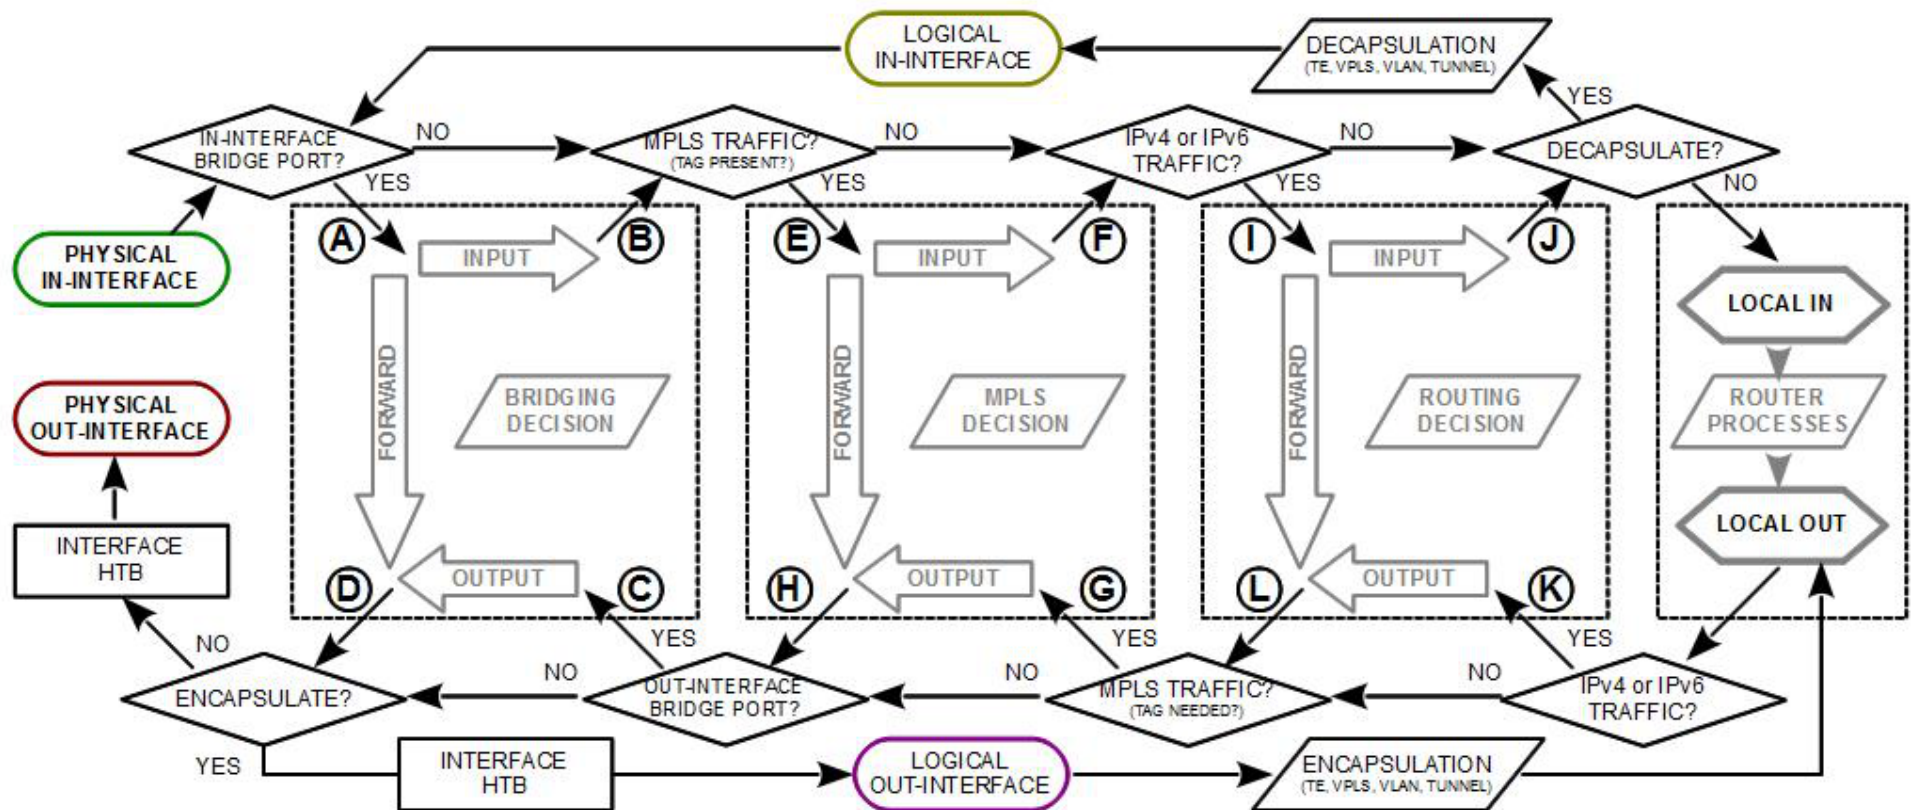 LOGICAL
IN-INTERFACE
DECAPSULATION
(TE, VPLS, VLAN, TUNNEL)
YES
IN-INTERFACE
BRIDGE PORT?
NO
MPLS TRAFFIC?
(TAG PRESENT?)
NO
IPv4 or IPv6
TRAFFIC?
NO
DECAPSULATE?
YES
YES
YES
NO
PHYSICAL
IN-INTERFACE
A
INPUT
B
E
INPUT
F
I
INPUT
J
LOCAL IN
FORWARD
BRIDGING
DECISION
FORWARD
MPLS
DECISION
FORWARD
ROUTING
DECISION
ROUTER
PROCESSES
PHYSICAL
OUT-INTERFACE
LOCAL OUT
INTERFACE
HTB
D
OUTPUT
C
H
OUTPUT
G
L
OUTPUT
K
NO
YES
YES
YES
ENCAPSULATE?
NO
OUT-INTERFACE
BRIDGE PORT?
NO
MPLS TRAFFIC?
(TAG NEEDED?)
NO
IPv4 or IPv6
TRAFFIC?
YES
INTERFACE
HTB
LOGICAL
OUT-INTERFACE
ENCAPSULATION
(TE, VPLS, VLAN, TUNNEL)